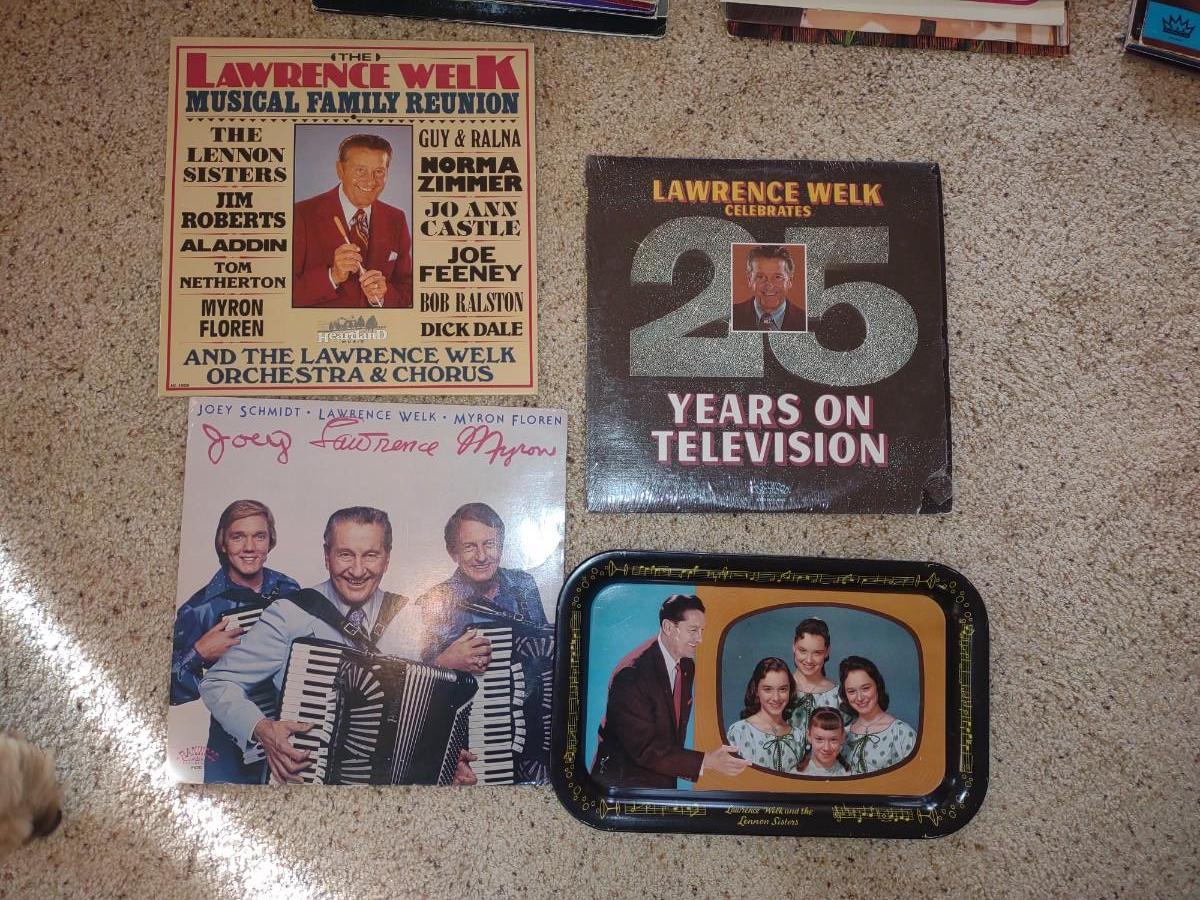 (THE)
LAWRENCE WELK
MUSICAL FAMILY REUNION
THE
LENNON
SISTERS
JIM
ROBERTS
ALADDIN
TOM
NETHERTON
MYRON
FLOREN
GUY & RALNA
NORMA
ZIMMER
JO ANN
CASTLE
JOE
FEENEY
BOB RALSTON
DICK DALE
HeartlanD
MUSIC
AND THE LAWRENCE WELK
ORCHESTRA & CHORUS
LAWRENCE WELK
CELEBRATES
25
YEARS ON
TELEVISION
JOEY SCHMIDT • LAWRENCE WELK • MYRON FLOREN
Joey Lawrence Myron
RANWOOD
Lawrence Welk and the
Lennon Sisters